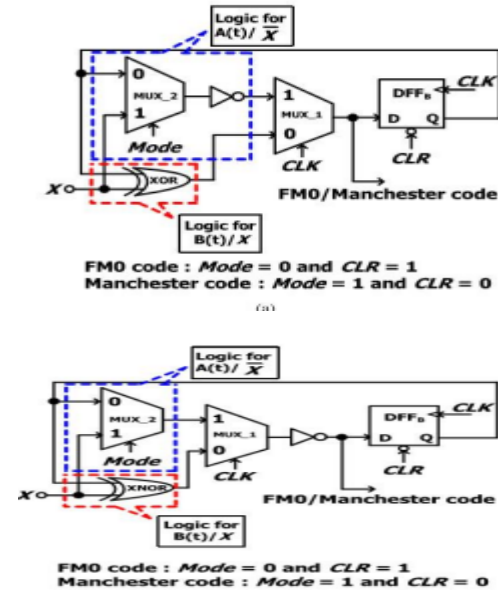 Logic for
A(t)/ X̅
0
MUX_2
1
Mode
1
MUX_1
0
CLK
DFFB
CLK
D
Q
CLR
X
XOR
FM0/Manchester code
Logic for
B(t)/X
FM0 code : Mode = 0 and CLR = 1
Manchester code : Mode = 1 and CLR = 0
(a)
Logic for
A(t)/ X̅
0
MUX_2
1
Mode
1
MUX_1
0
CLK
DFFB
CLK
D
Q
CLR
X
XNOR
FM0/Manchester code
Logic for
B(t)/X
FM0 code : Mode = 0 and CLR = 1
Manchester code : Mode = 1 and CLR = 0